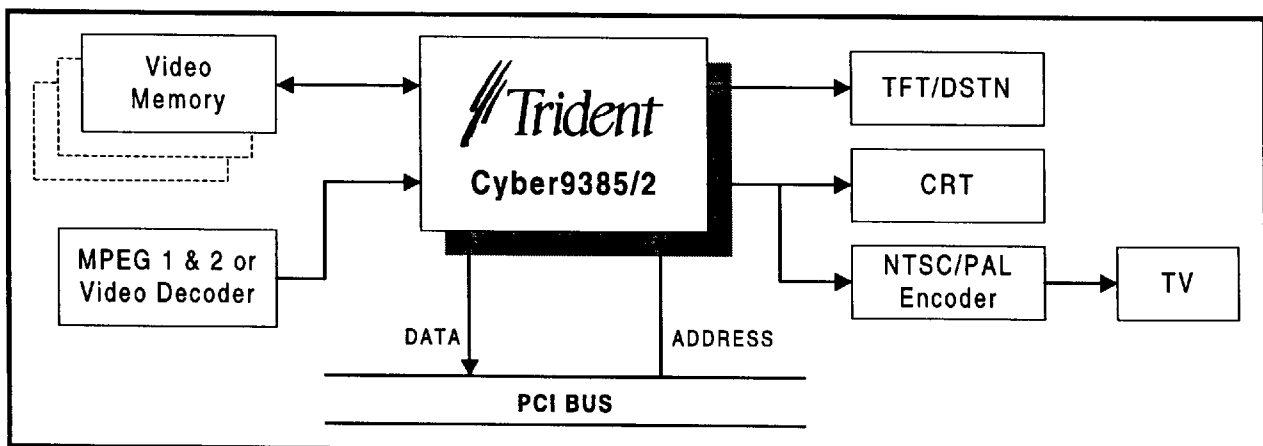 Video
Memory
Trident
Cyber9385/2
TFT/DSTN
CRT
MPEG 1 & 2 or
Video Decoder
NTSC/PAL
Encoder
TV
DATA
ADDRESS
PCI BUS